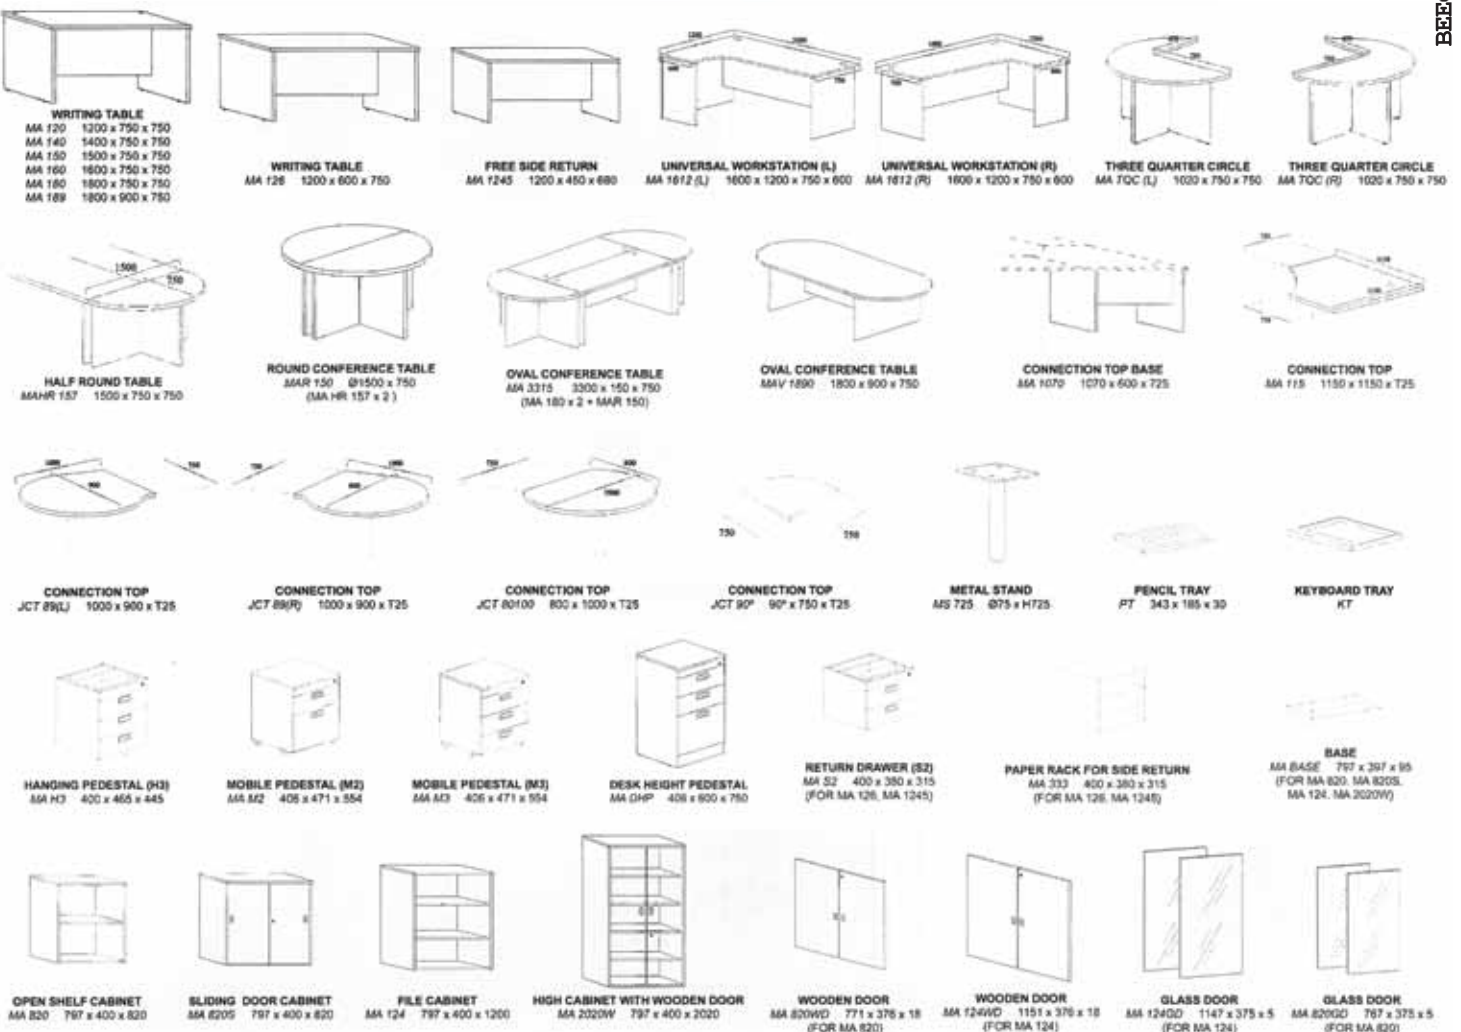 BEE
WRITING TABLE
MA 120 1200 x 750 x 750
MA 140 1400 x 750 x 750
MA 150 1500 x 750 x 750
MA 160 1600 x 750 x 750
MA 180 1800 x 750 x 750
MA 189 1800 x 900 x 750
WRITING TABLE
MA 126 1200 x 600 x 750
FREE SIDE RETURN
MA 1245 1200 x 450 x 680
UNIVERSAL WORKSTATION (L)
MA 1612 (L) 1600 x 1200 x 750 x 600
UNIVERSAL WORKSTATION (R)
MA 1612 (R) 1600 x 1200 x 750 x 600
THREE QUARTER CIRCLE
MA TQC (L) 1020 x 750 x 750
THREE QUARTER CIRCLE
MA TQC (R) 1020 x 750 x 750
1500
750
HALF ROUND TABLE
MAHR 157 1500 x 750 x 750
ROUND CONFERENCE TABLE
MAR 150 Ø1500 x 750
(MA HR 157 x 2 )
OVAL CONFERENCE TABLE
MA 3315 3300 x 150 x 750
(MA 180 x 2 + MAR 150)
OVAL CONFERENCE TABLE
MAV 1890 1800 x 900 x 750
CONNECTION TOP BASE
MA 1070 1070 x 600 x 725
CONNECTION TOP
MA 115 1150 x 1150 x T25
CONNECTION TOP
JCT 89(L) 1000 x 900 x T25
CONNECTION TOP
JCT 89(R) 1000 x 900 x T25
CONNECTION TOP
JCT 80100 800 x 1000 x T25
750
750
CONNECTION TOP
JCT 90° 90° x 750 x T25
METAL STAND
MS 725 Ø75 x H725
PENCIL TRAY
PT 343 x 185 x 30
KEYBOARD TRAY
KT
HANGING PEDESTAL (H3)
MA H3 400 x 465 x 445
MOBILE PEDESTAL (M2)
MA M2 406 x 471 x 554
MOBILE PEDESTAL (M3)
MA M3 406 x 471 x 554
DESK HEIGHT PEDESTAL
MA DHP 406 x 600 x 750
RETURN DRAWER (S2)
MA S2 400 x 380 x 315
(FOR MA 126, MA 1245)
PAPER RACK FOR SIDE RETURN
MA 333 400 x 380 x 315
(FOR MA 126, MA 1245)
BASE
MA BASE 797 x 397 x 95
(FOR MA 820, MA 820S,
MA 124, MA 2020W)
OPEN SHELF CABINET
MA 820 797 x 400 x 820
SLIDING DOOR CABINET
MA 820S 797 x 400 x 820
FILE CABINET
MA 124 797 x 400 x 1200
HIGH CABINET WITH WOODEN DOOR
MA 2020W 797 x 400 x 2020
WOODEN DOOR
MA 820WD 771 x 376 x 18
(FOR MA 820)
WOODEN DOOR
MA 124WD 1151 x 376 x 18
(FOR MA 124)
GLASS DOOR
MA 124GD 1147 x 375 x 5
(FOR MA 124)
GLASS DOOR
MA 820GD 767 x 375 x 5
(FOR MA 820)